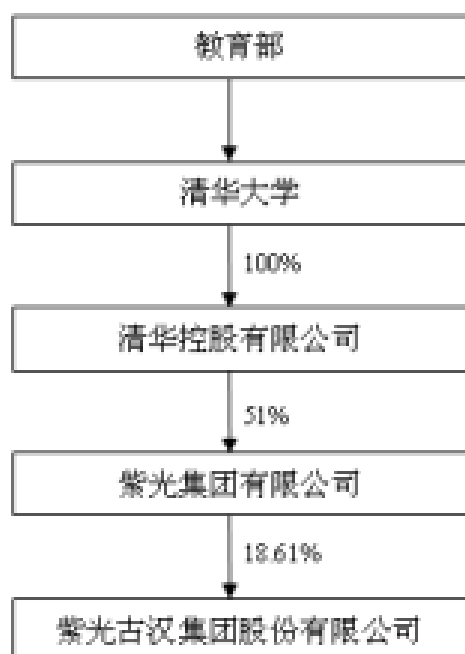 教育部
清华大学
100%
清华控股有限公司
51%
紫光集团有限公司
18.61%
紫光古汉集团股份有限公司